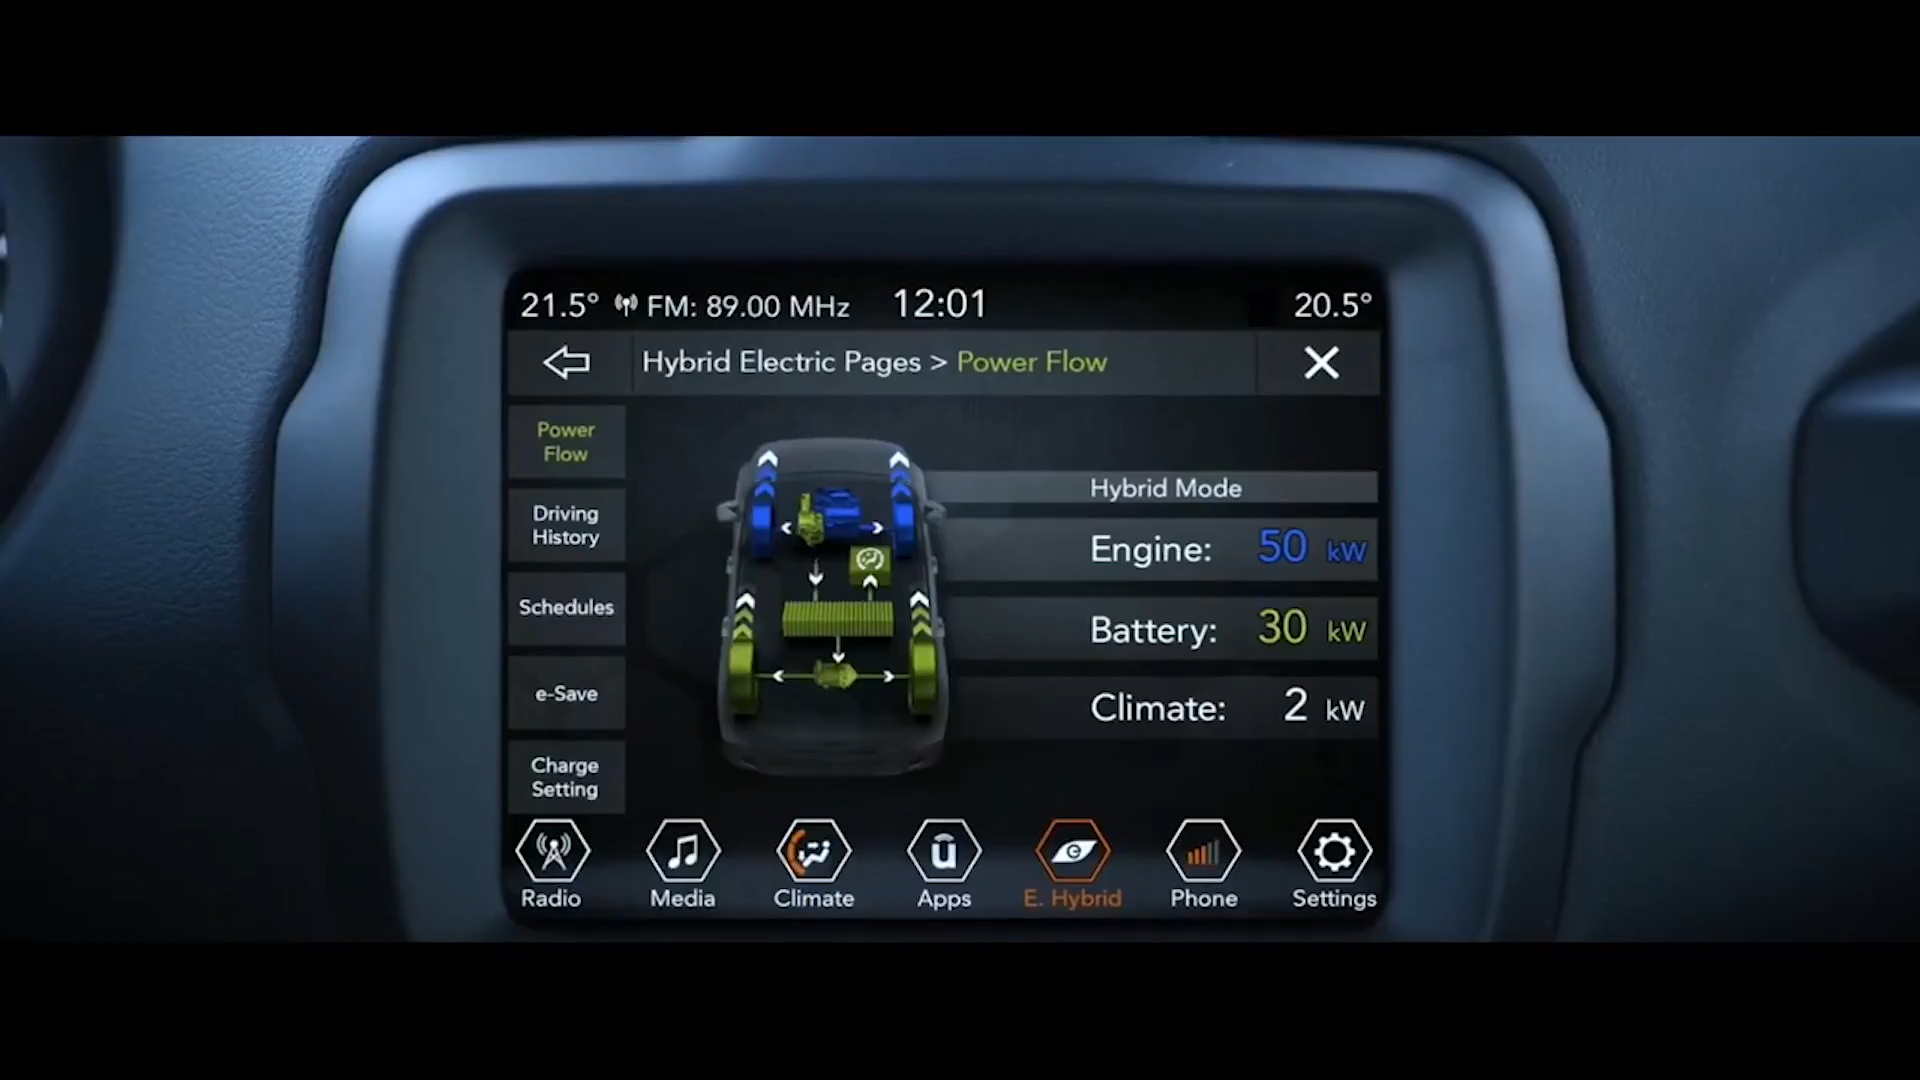 21.5° FM: 89.00 MHz 12:01 20.5°
Hybrid Electric Pages > Power Flow
Power
Flow
Driving
History
Schedules
e-Save
Charge
Setting
Hybrid Mode
Engine: 50 kW
Battery: 30 kW
Climate: 2 kW
Radio
Media
Climate
Apps
E. Hybrid
Phone
Settings